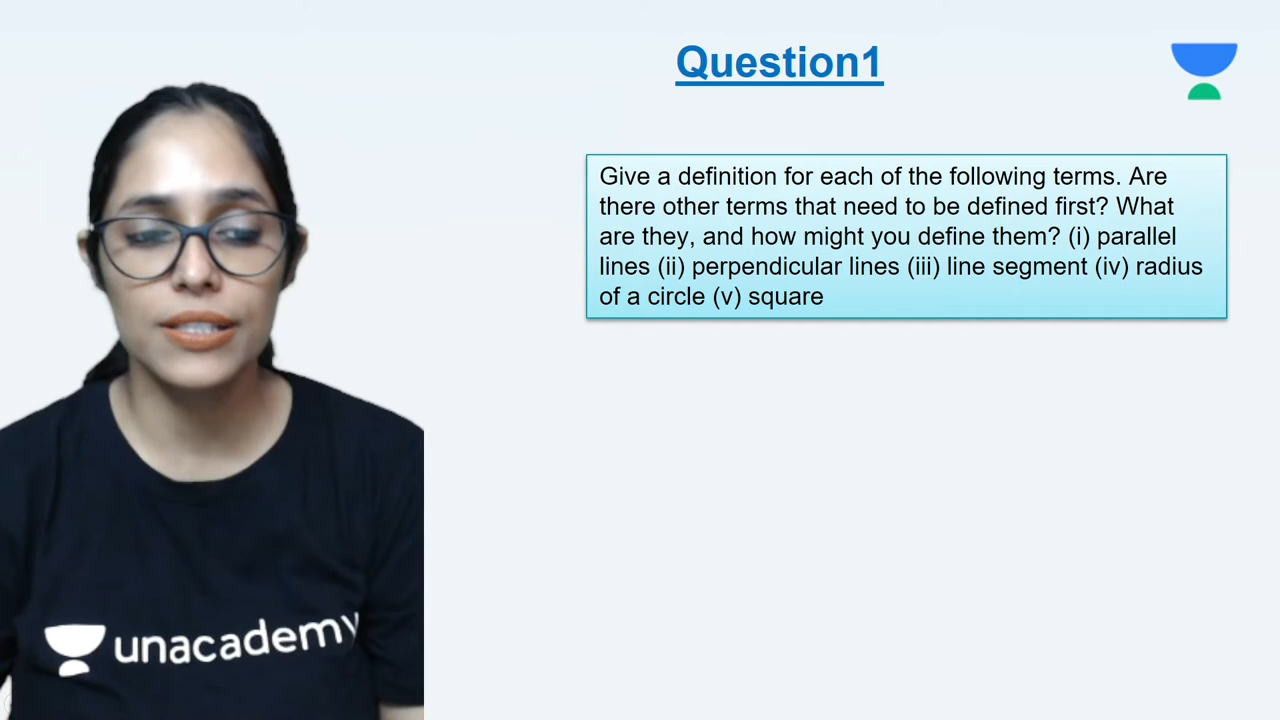 Question1
Give a definition for each of the following terms. Are
there other terms that need to be defined first? What
are they, and how might you define them? (i) parallel
lines (ii) perpendicular lines (iii) line segment (iv) radius
of a circle (v) square
unacademy